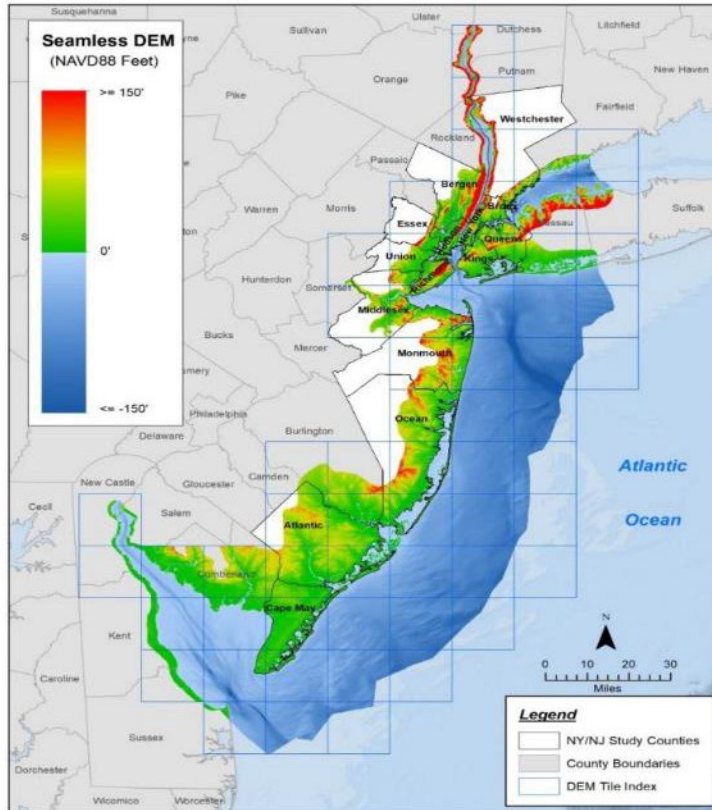 Seamless DEM
(NAVD88 Feet)
>= 150'
0'
<= -150'
Susquehanna
Sullivan
Ulster
Dutchess
Litchfield
Orange
Putnam
New Haven
Pike
Fairfield
Rockland
Westchester
Passaic
Bergen
Warren
Morris
Essex
Bronx
Suffolk
Queens
Union
Kings
Hunterdon
Somerset
Middlesex
Bucks
Mercer
Monmouth
Philadelphia
Ocean
Burlington
Delaware
Camden
Gloucester
New Castle
Cecil
Salem
Atlantic
Atlantic
Ocean
Cumberland
Cape May
Kent
N
Caroline
0 5 10 20 30
Miles
Sussex
Dorchester
Wicomico
Worcester
Legend
NY/NJ Study Counties
County Boundaries
DEM Tile Index